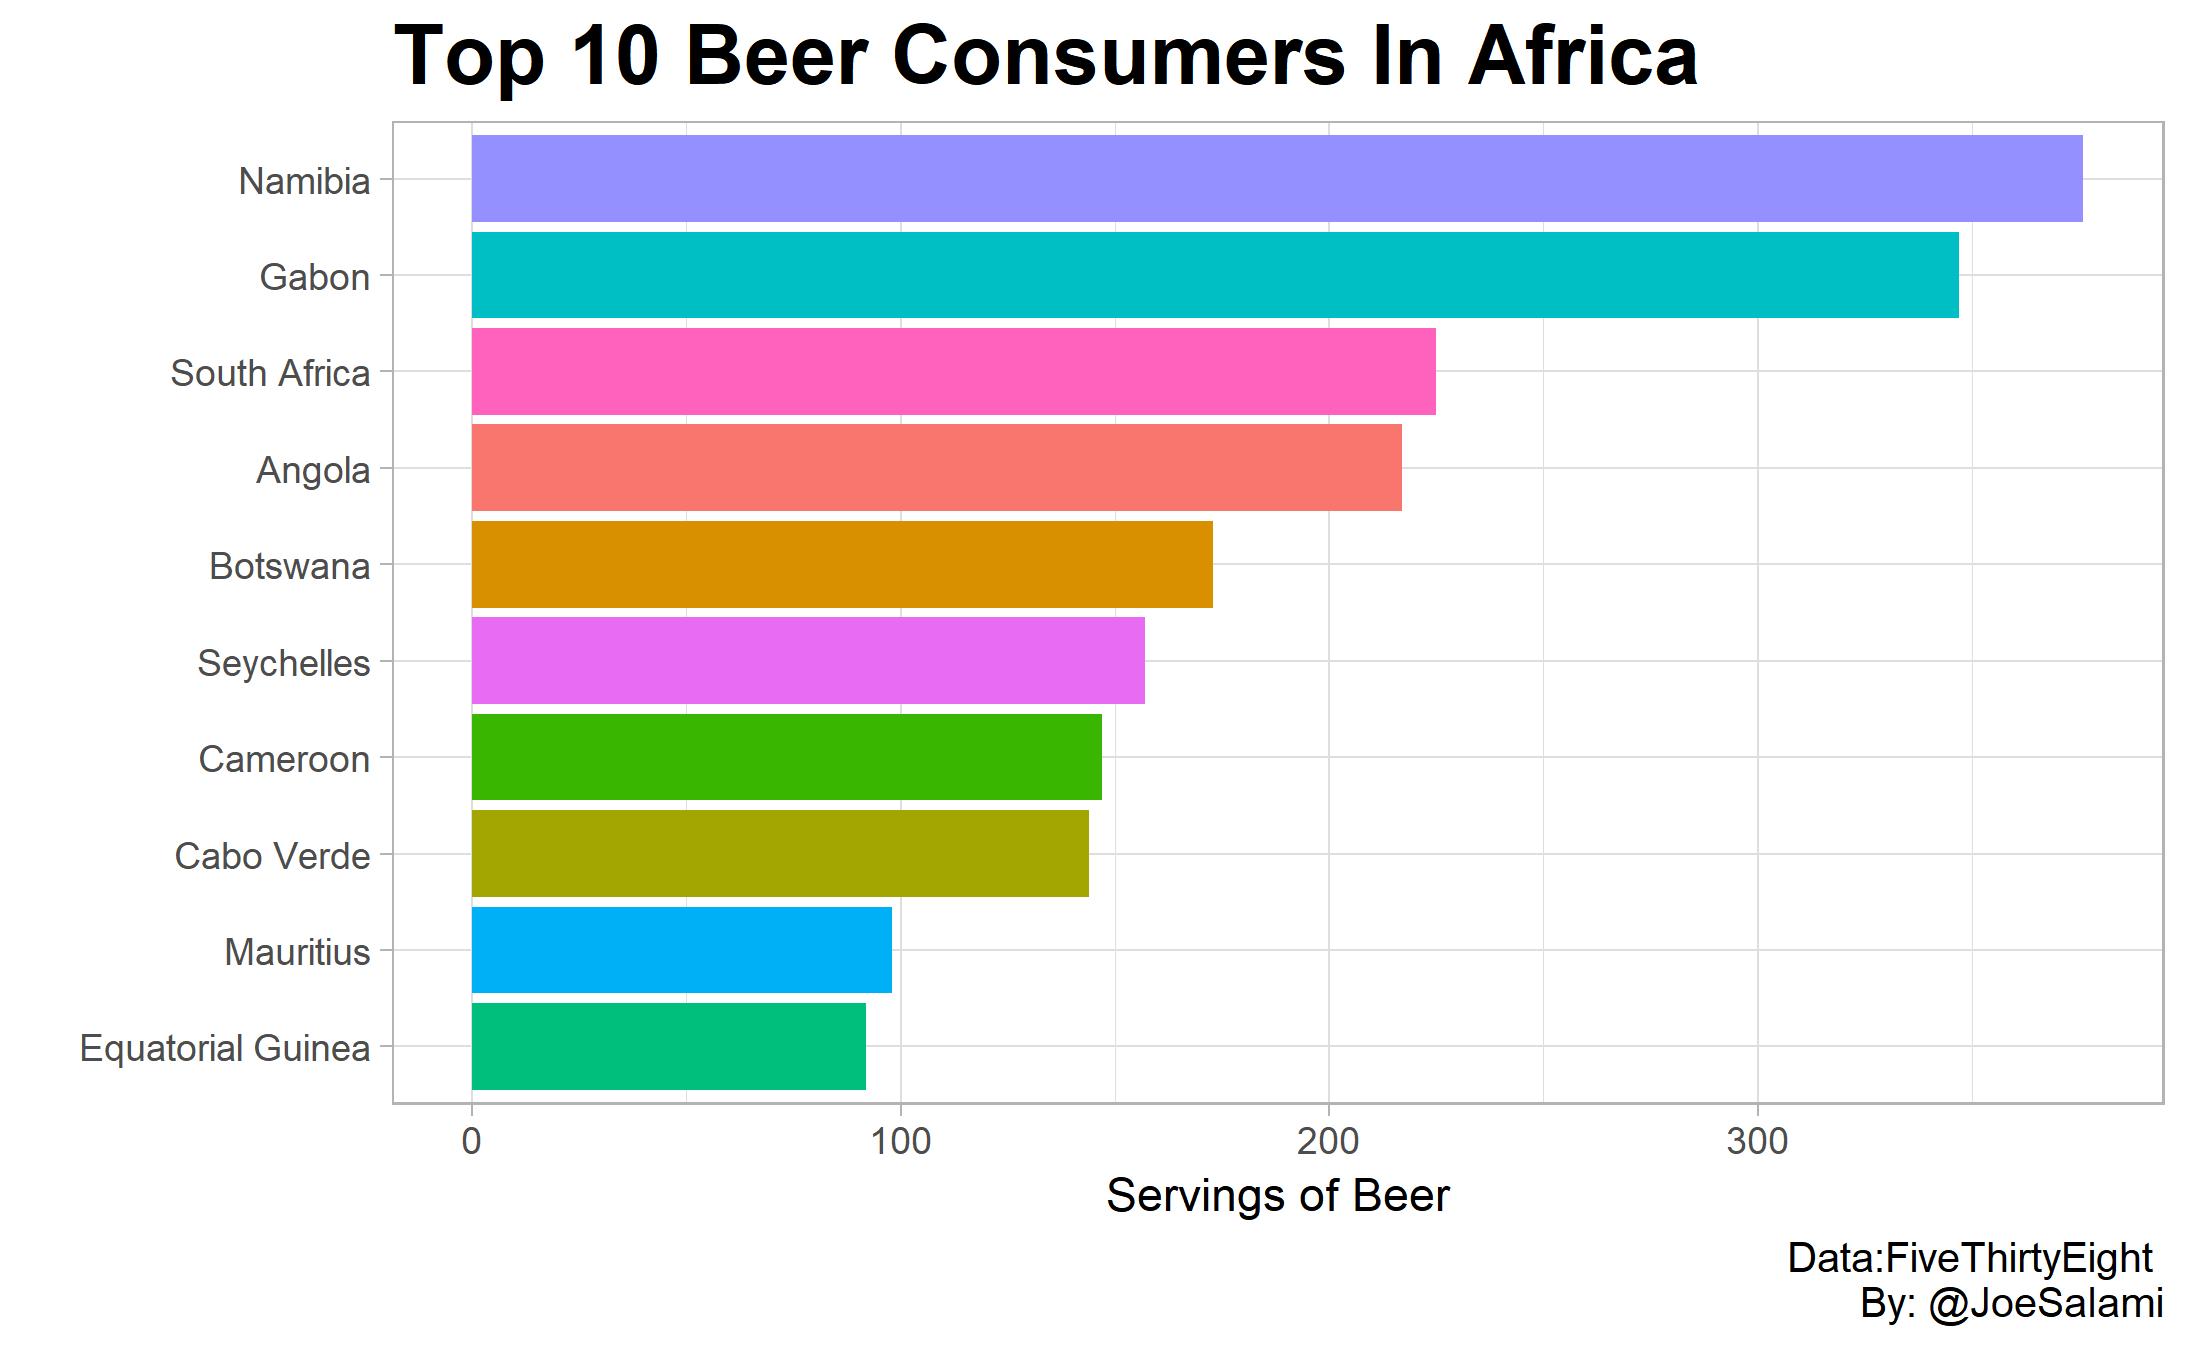 Top 10 Beer Consumers In Africa
Namibia
Gabon
South Africa
Angola
Botswana
Seychelles
Cameroon
Cabo Verde
Mauritius
Equatorial Guinea
0 100 200 300
Servings of Beer
Data:FiveThirtyEight
By: @JoeSalami